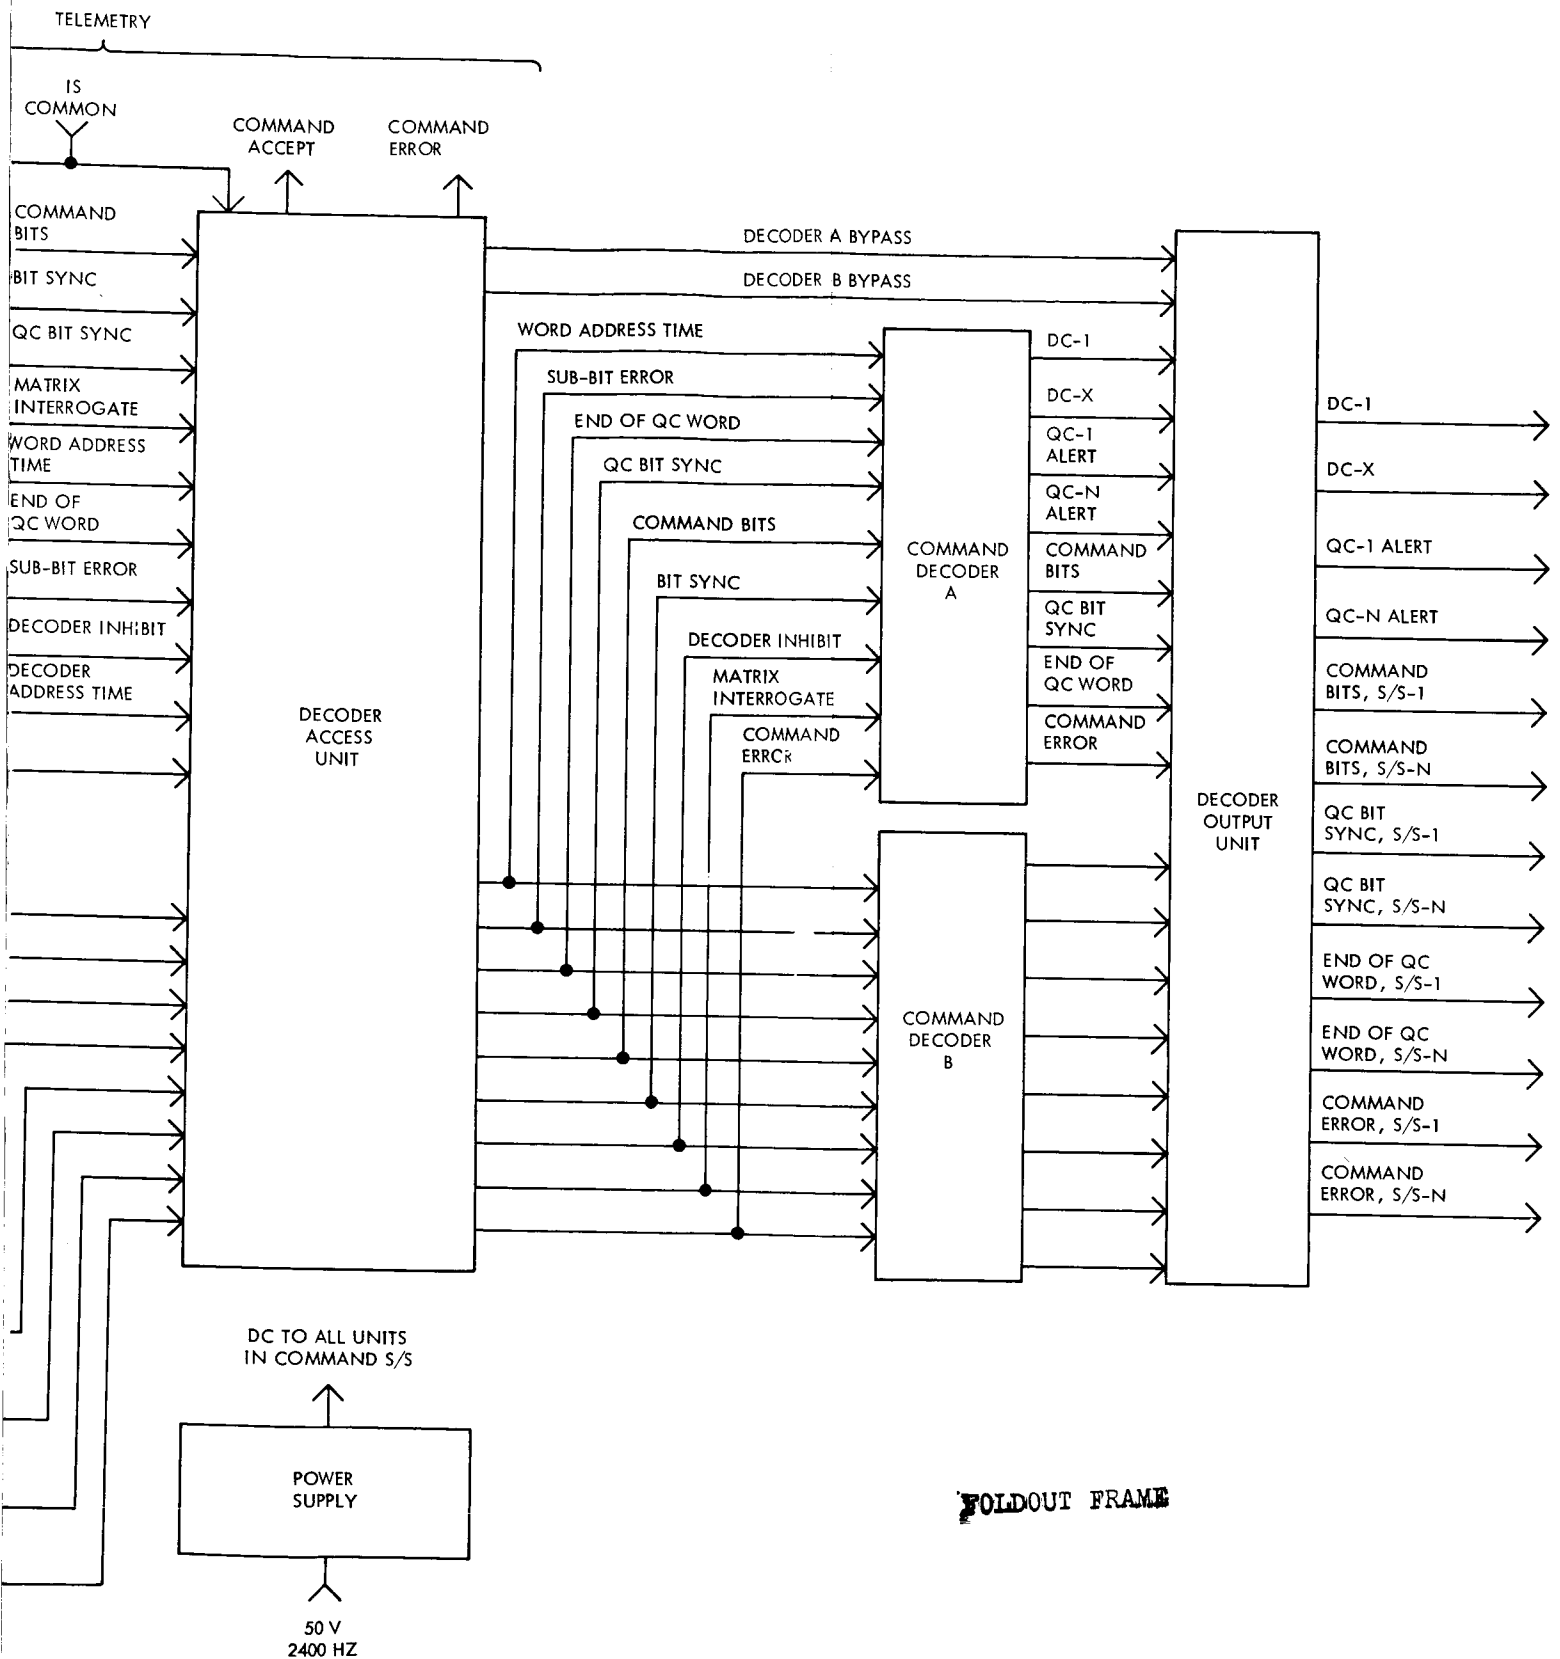 TELEMETRY
IS
COMMON
COMMAND
ACCEPT
COMMAND
ERROR
COMMAND
BITS
BIT SYNC
QC BIT SYNC
MATRIX
INTERROGATE
WORD ADDRESS
TIME
END OF
QC WORD
SUB-BIT ERROR
DECODER INHIBIT
DECODER
ADDRESS TIME
DECODER
ACCESS
UNIT
DECODER A BYPASS
DECODER B BYPASS
WORD ADDRESS TIME
SUB-BIT ERROR
END OF QC WORD
QC BIT SYNC
COMMAND BITS
BIT SYNC
DECODER INHIBIT
MATRIX
INTERROGATE
COMMAND
ERROR
COMMAND
DECODER
A
COMMAND
DECODER
B
DC-1
DC-X
QC-1
ALERT
QC-N
ALERT
COMMAND
BITS
QC BIT
SYNC
END OF
QC WORD
COMMAND
ERROR
DECODER
OUTPUT
UNIT
DC-1
DC-X
QC-1 ALERT
QC-N ALERT
COMMAND
BITS, S/S-1
COMMAND
BITS, S/S-N
QC BIT
SYNC, S/S-1
QC BIT
SYNC, S/S-N
END OF QC
WORD, S/S-1
END OF QC
WORD, S/S-N
COMMAND
ERROR, S/S-1
COMMAND
ERROR, S/S-N
DC TO ALL UNITS
IN COMMAND S/S
POWER
SUPPLY
50 V
2400 HZ
FOLDOUT FRAME